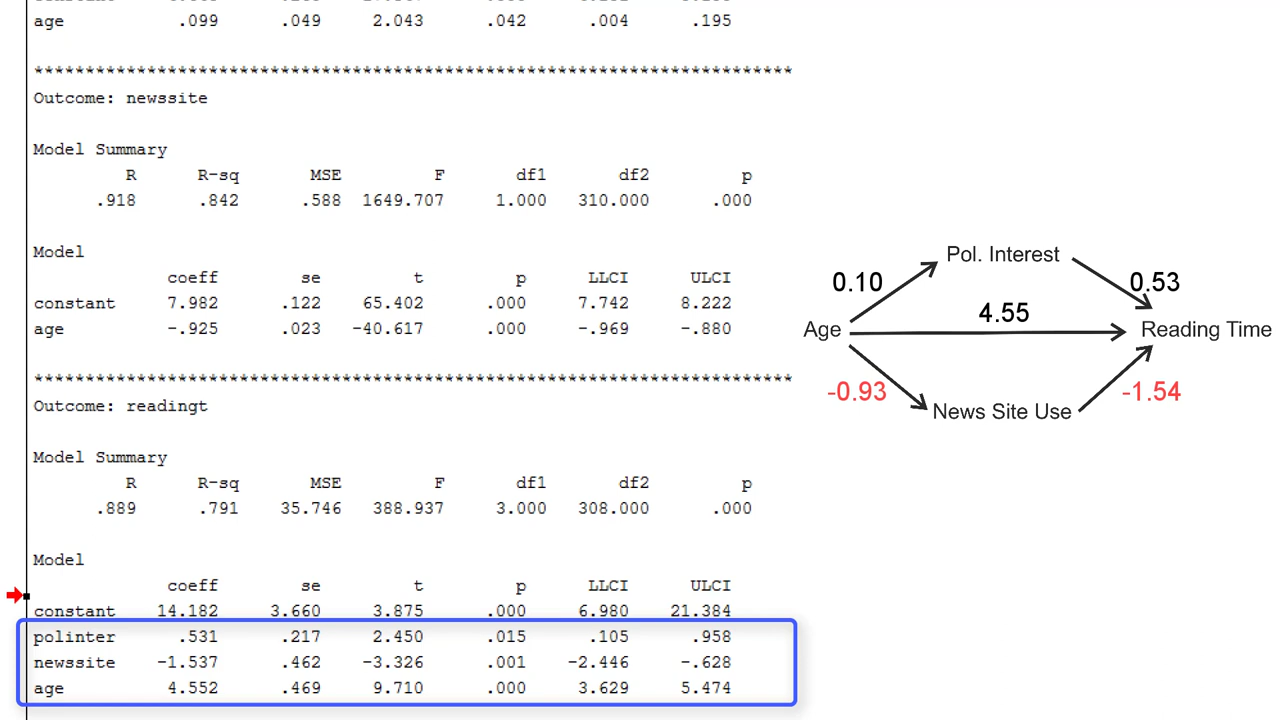 age .099 .049 2.043 .042 .004 .195
**************************************************************************
Outcome: newssite
Model Summary
R R-sq MSE F df1 df2 p
.918 .842 .588 1649.707 1.000 310.000 .000
Model
coeff se t p LLCI ULCI
constant 7.982 .122 65.402 .000 7.742 8.222
age -.925 .023 -40.617 .000 -.969 -.880
**************************************************************************
Outcome: readingt
Model Summary
R R-sq MSE F df1 df2 p
.889 .791 35.746 388.937 3.000 308.000 .000
Model
coeff se t p LLCI ULCI
constant 14.182 3.660 3.875 .000 6.980 21.384
polinter .531 .217 2.450 .015 .105 .958
newssite -1.537 .462 -3.326 .001 -2.446 -.628
age 4.552 .469 9.710 .000 3.629 5.474
Pol. Interest
0.10 0.53
4.55
Age Reading Time
-0.93 -1.54
News Site Use